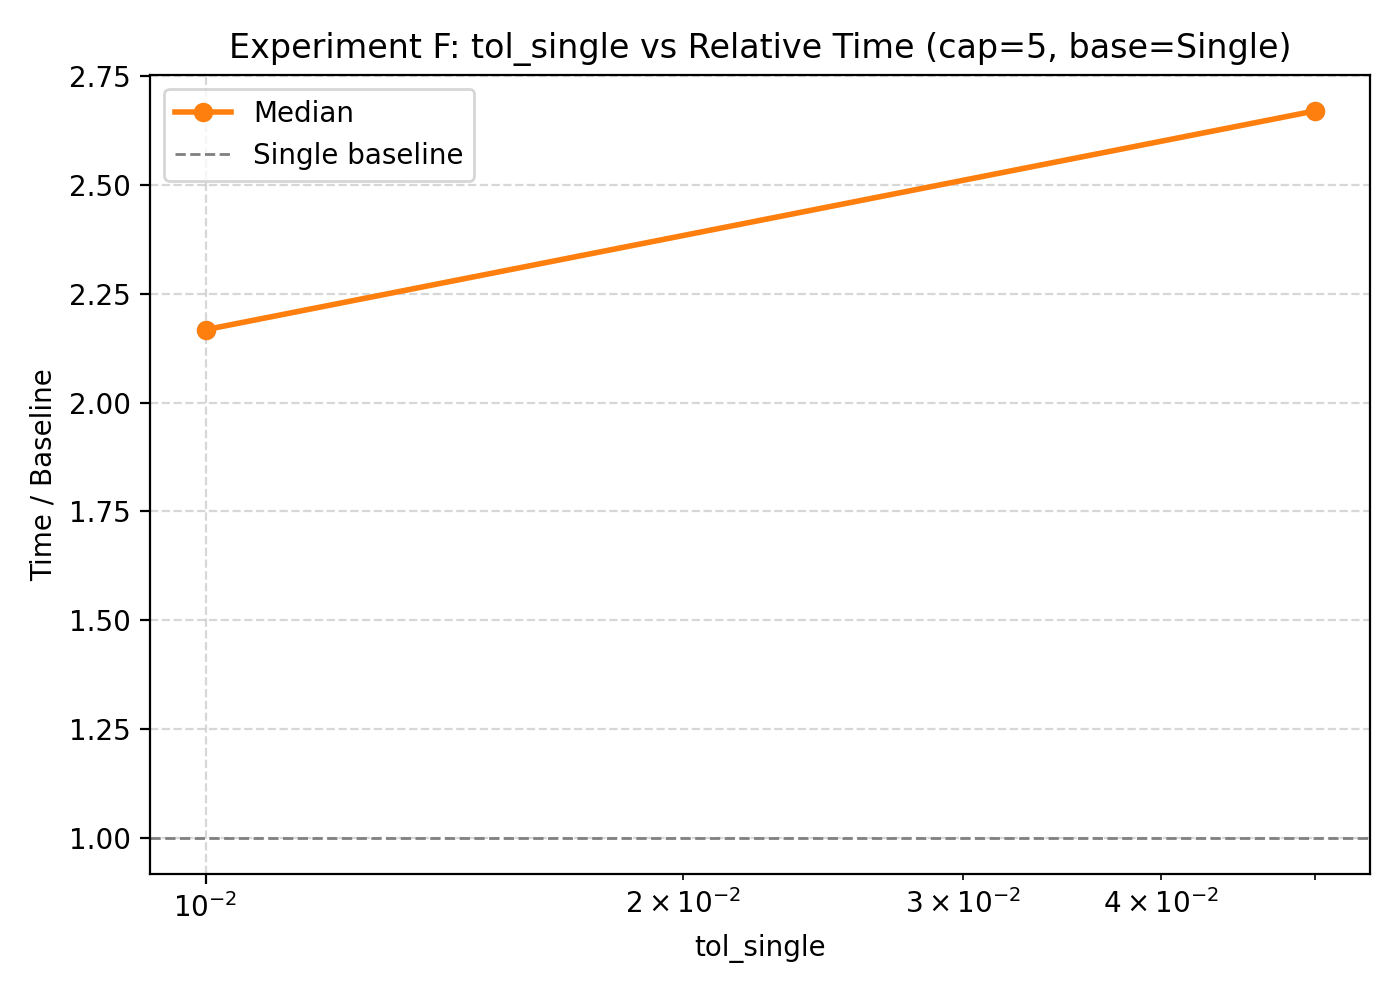 Experiment F: tol_single vs Relative Time (cap=5, base=Single)
Median
Single baseline
Time / Baseline
2.75
2.50
2.25
2.00
1.75
1.50
1.25
1.00
10⁻² 2 × 10⁻² 3 × 10⁻² 4 × 10⁻²
tol_single